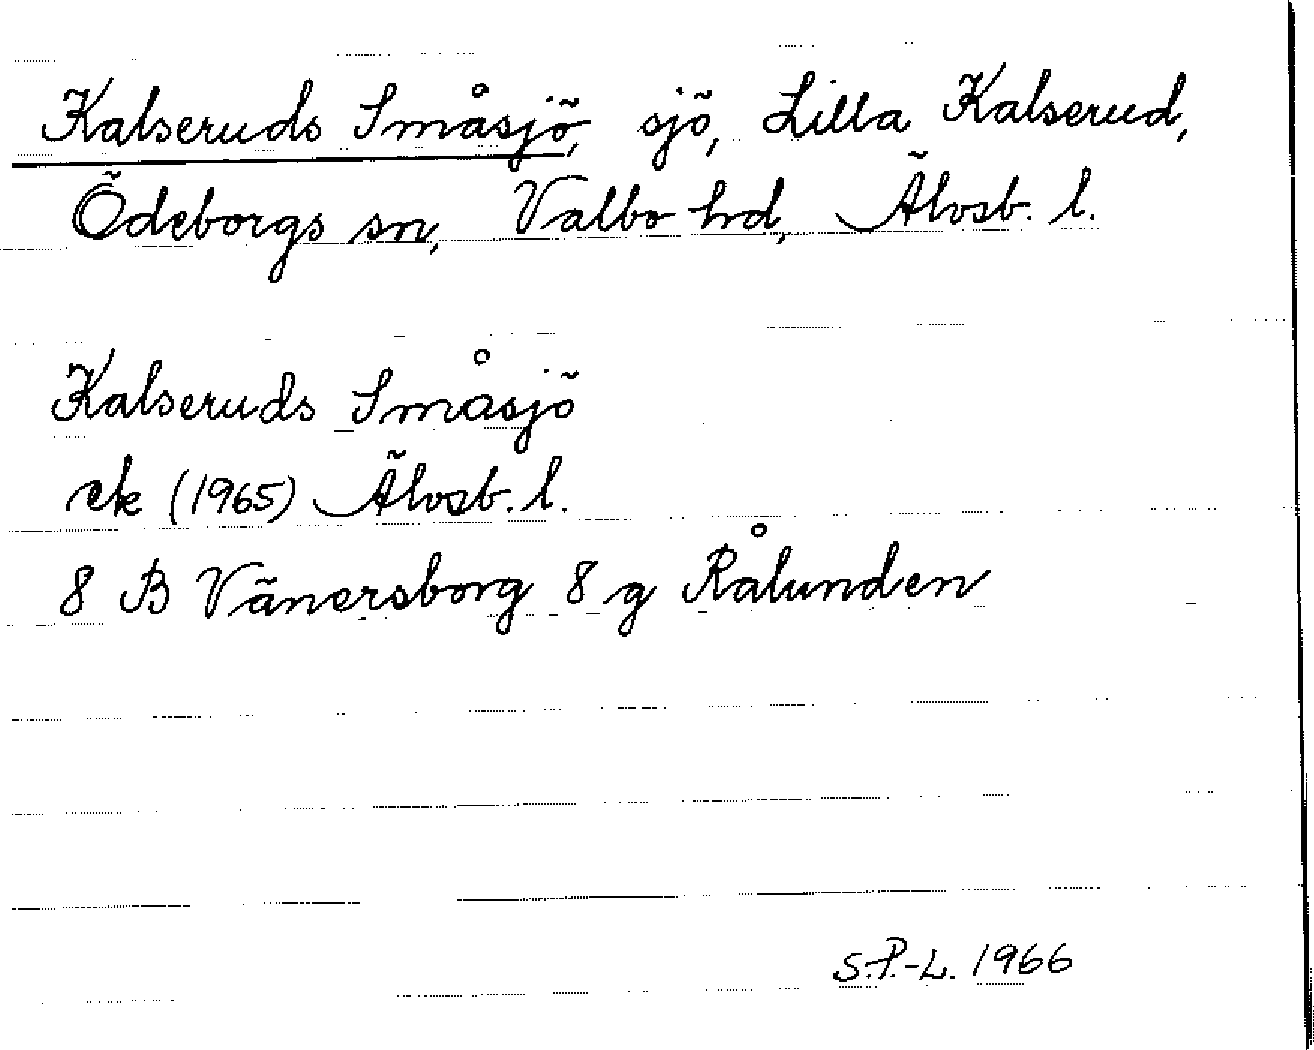 Kalseruds Småsjö, sjö, Lilla Kalserud,
Ödeborgs sn, Valbo hd, Älvsb. l.
Kalseruds Småsjö
ek (1965) Älvsb. l.
8 B Vänersborg 8 g Rålunden
S.P.-L. 1966